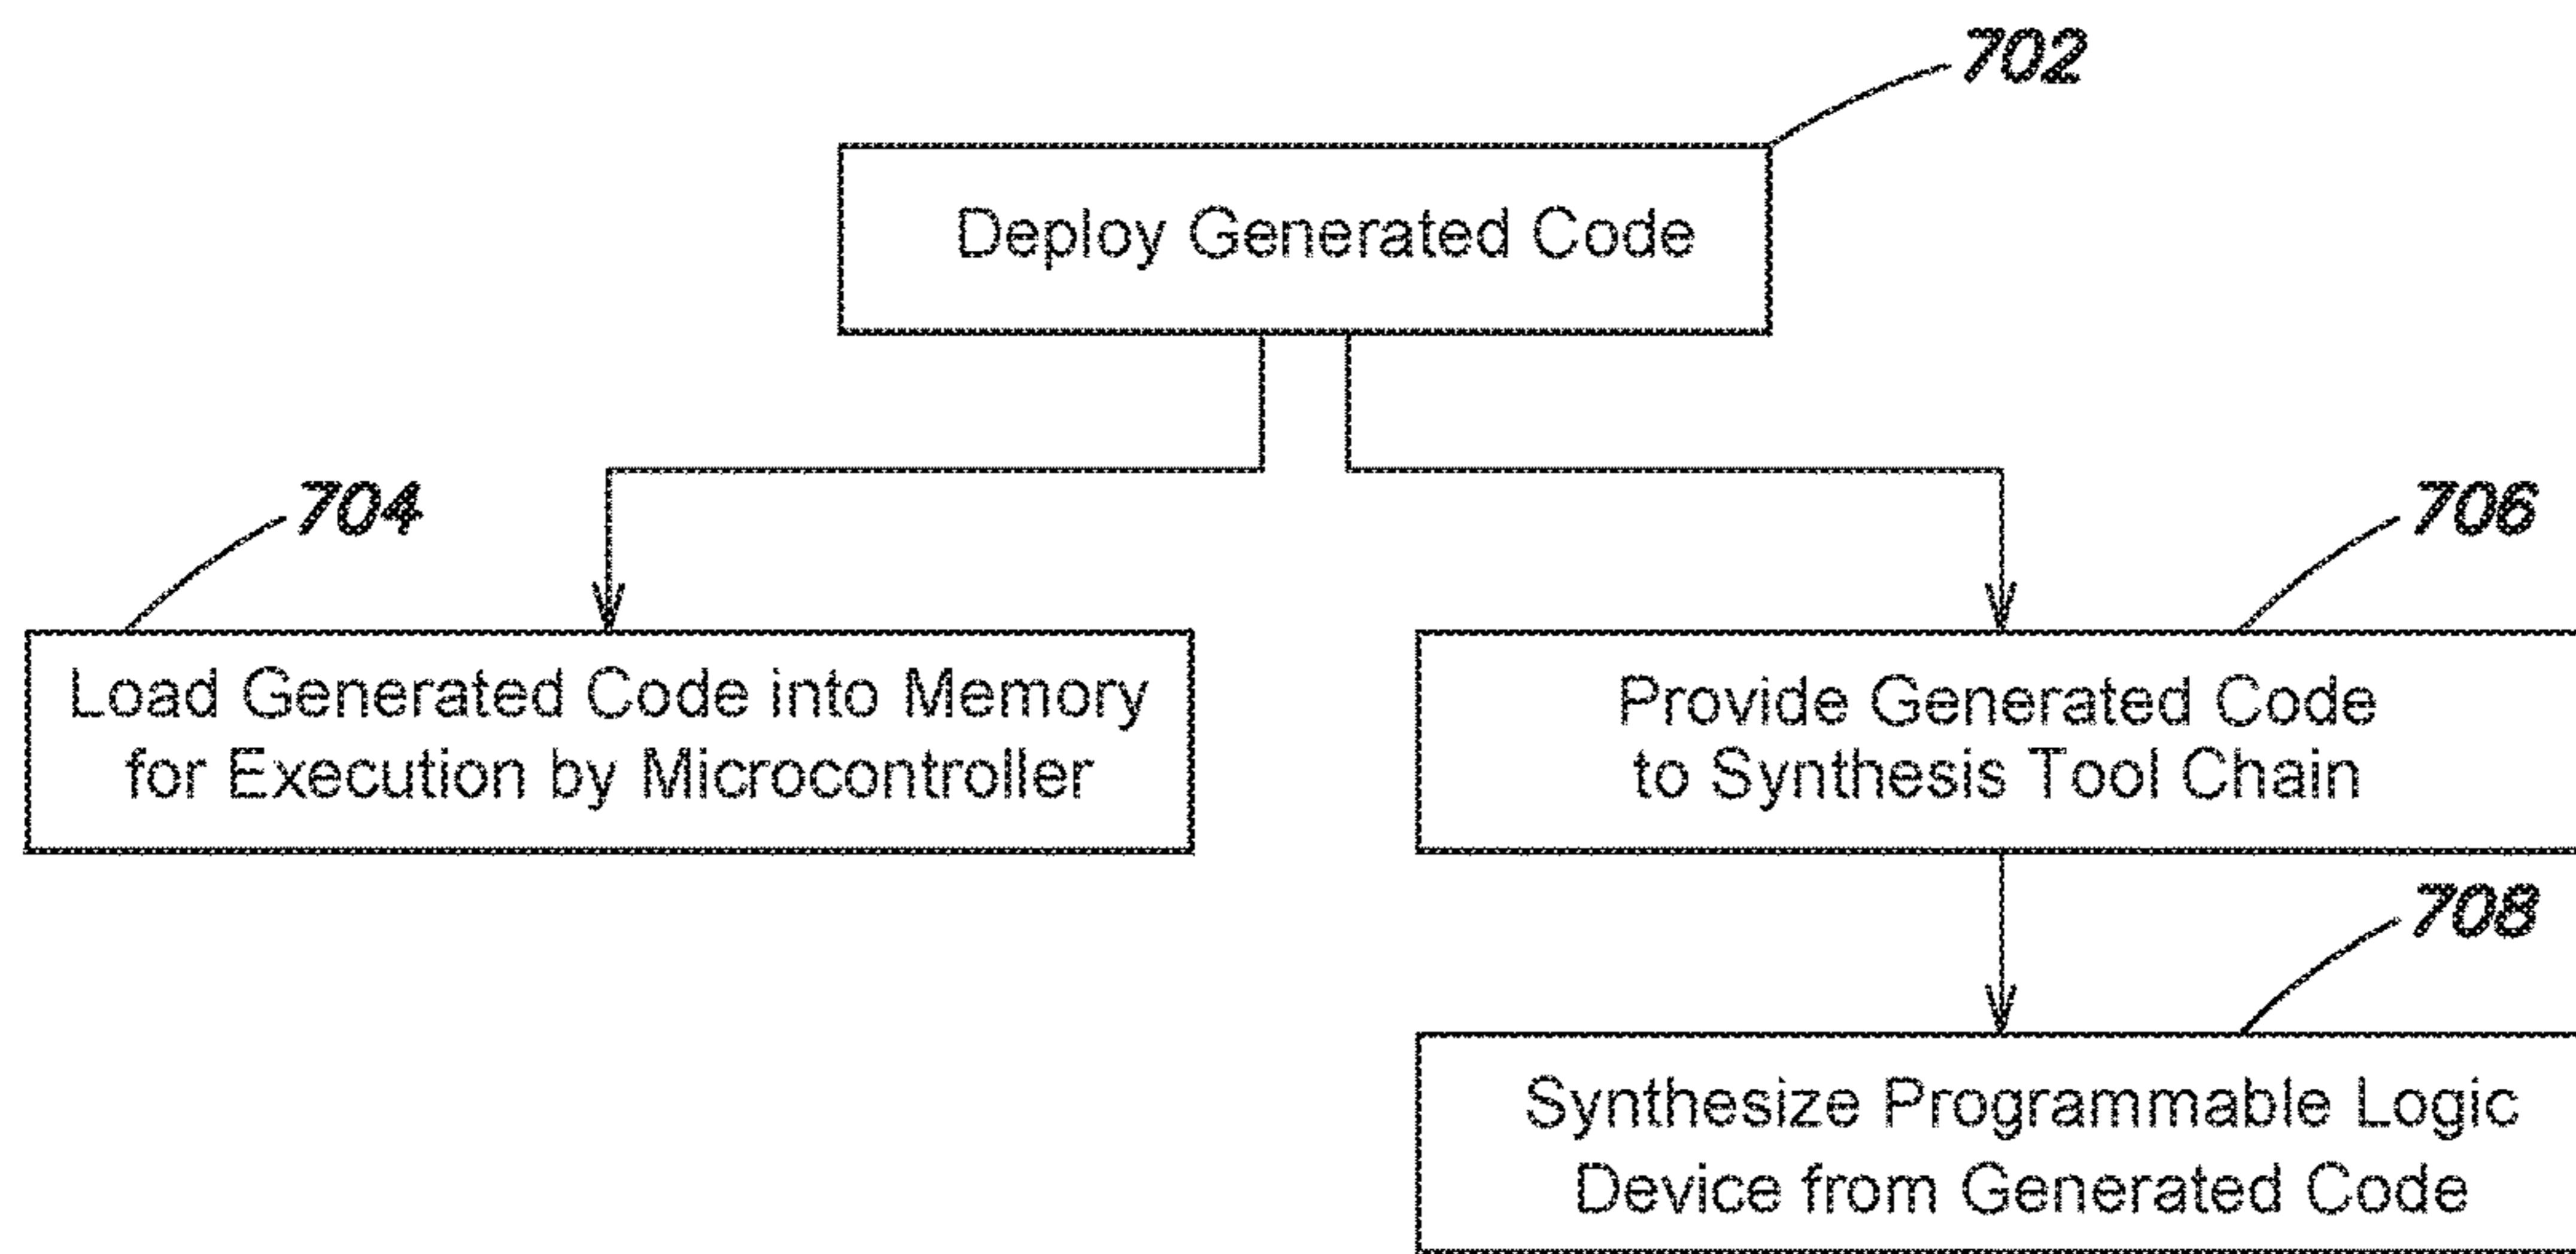 702
Deploy Generated Code
704
706
Load Generated Code into Memory
for Execution by Microcontroller
Provide Generated Code
to Synthesis Tool Chain
708
Synthesize Programmable Logic
Device from Generated Code